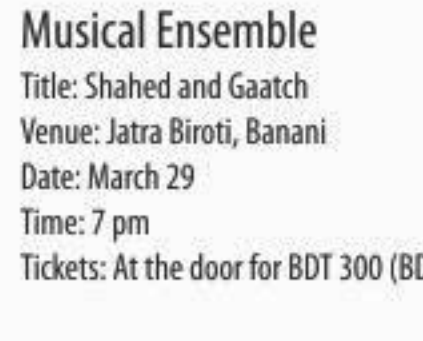 Musical Ensemble
Title: Shahed and Gaatch
Venue: Jatra Biroti, Banani
Date: March 29
Time: 7 pm
Tickets: At the door for BDT 300 (BD